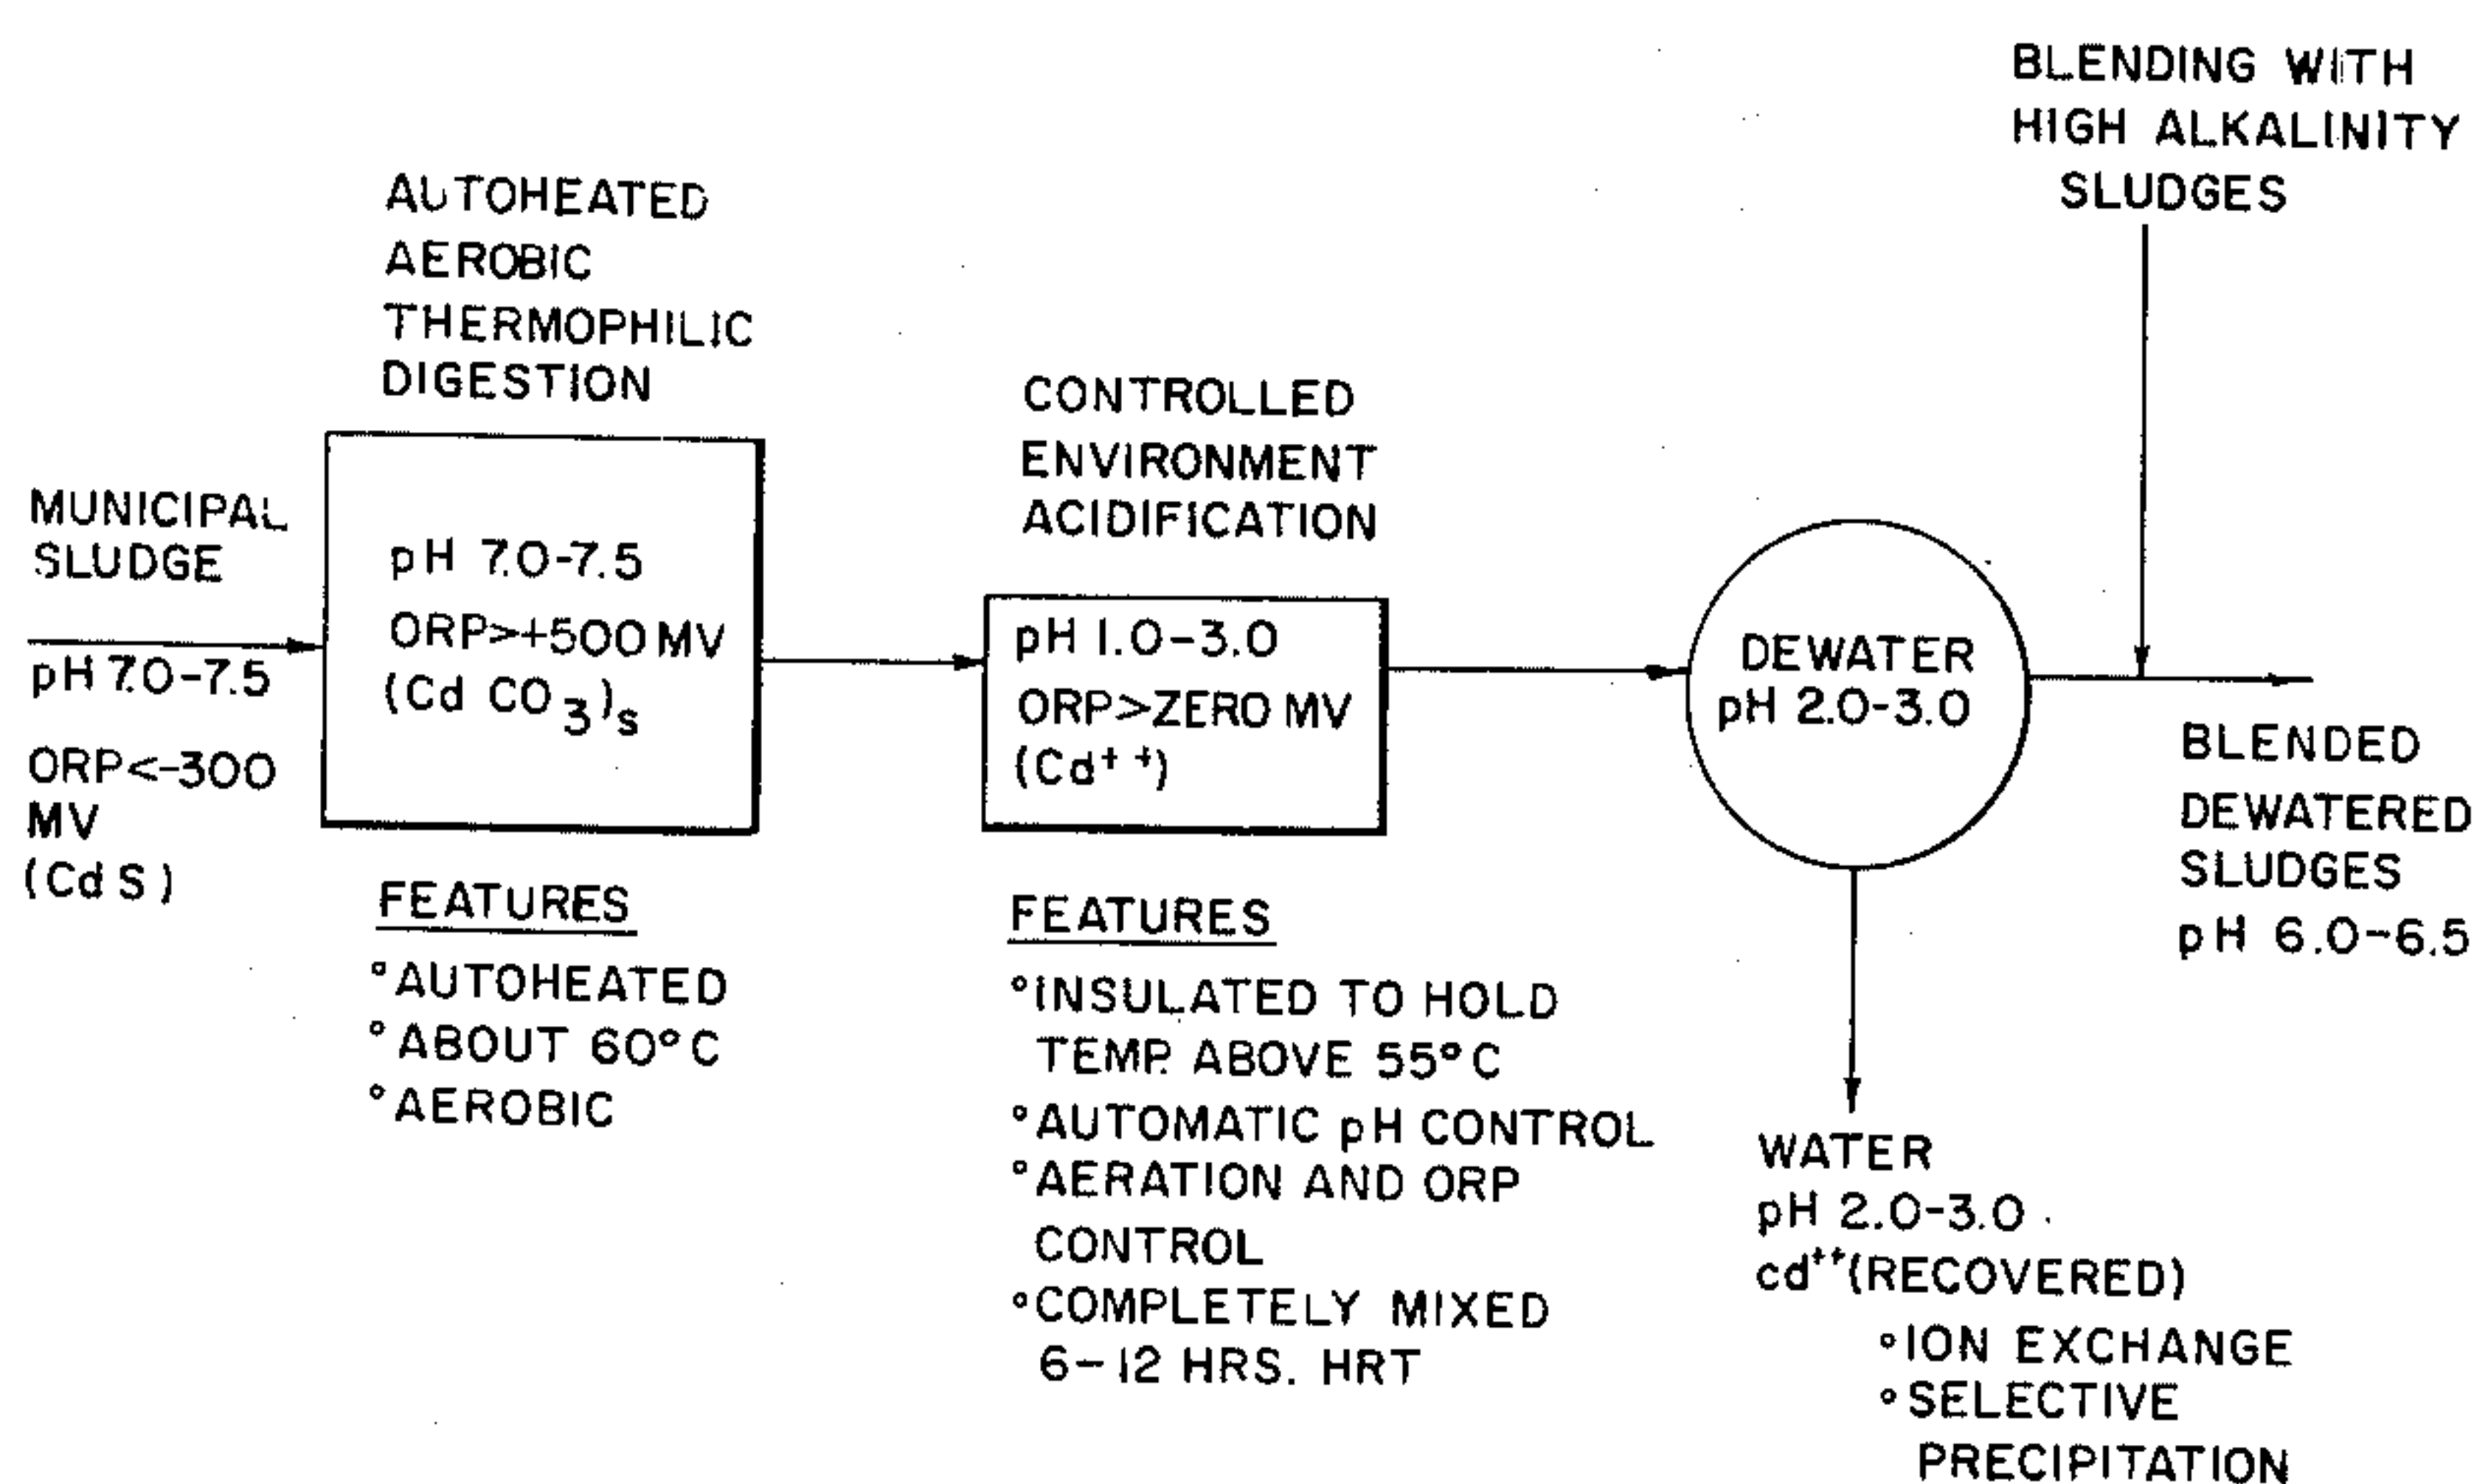 MUNICIPAL
SLUDGE
pH 7.0-7.5
ORP<-300
MV
(CdS)
AUTOHEATED
AEROBIC
THERMOPHILIC
DIGESTION
pH 7.0-7.5
ORP>+500 MV
(Cd CO3)s
FEATURES
°AUTOHEATED
°ABOUT 60°C
°AEROBIC
CONTROLLED
ENVIRONMENT
ACIDIFICATION
pH 1.0-3.0
ORP>ZERO MV
(Cd++)
FEATURES
°INSULATED TO HOLD
TEMP. ABOVE 55°C
°AUTOMATIC pH CONTROL
°AERATION AND ORP
CONTROL
°COMPLETELY MIXED
6-12 HRS. HRT
DEWATER
pH 2.0-3.0
WATER
pH 2.0-3.0
cd++(RECOVERED)
°ION EXCHANGE
°SELECTIVE
PRECIPITATION
BLENDING WITH
HIGH ALKALINITY
SLUDGES
BLENDED
DEWATERED
SLUDGES
pH 6.0-6.5